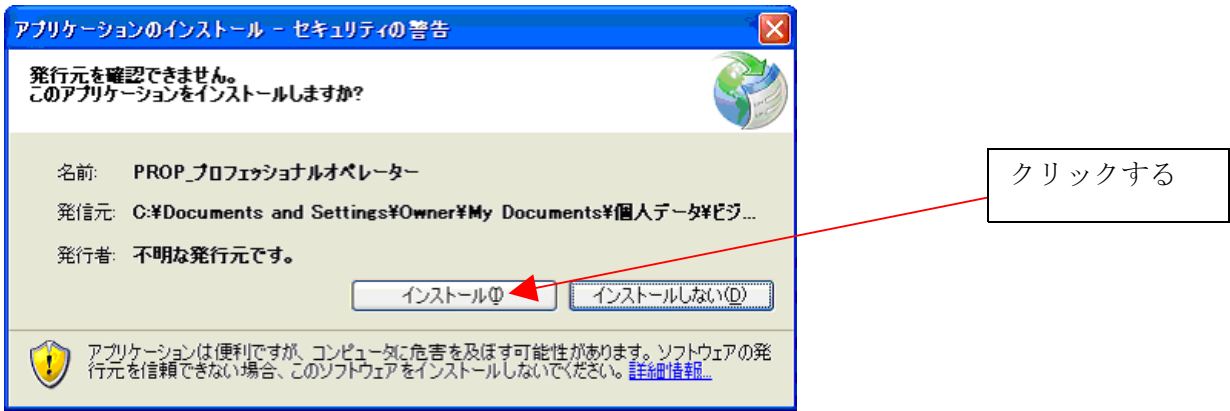 アプリケーションのインストール - セキュリティの警告
発行元を確認できません。
このアプリケーションをインストールしますか?
名前: PROP_プロフェッショナルオペレーター
発信元: C:¥Documents and Settings¥Owner¥My Documents¥個人データ¥ビジ...
発行者: 不明な発行元です。
インストール(I) インストールしない(D)
アプリケーションは便利ですが、コンピュータに危害を及ぼす可能性があります。ソフトウェアの発
行元を信頼できない場合、このソフトウェアをインストールしないでください。詳細情報...
クリックする